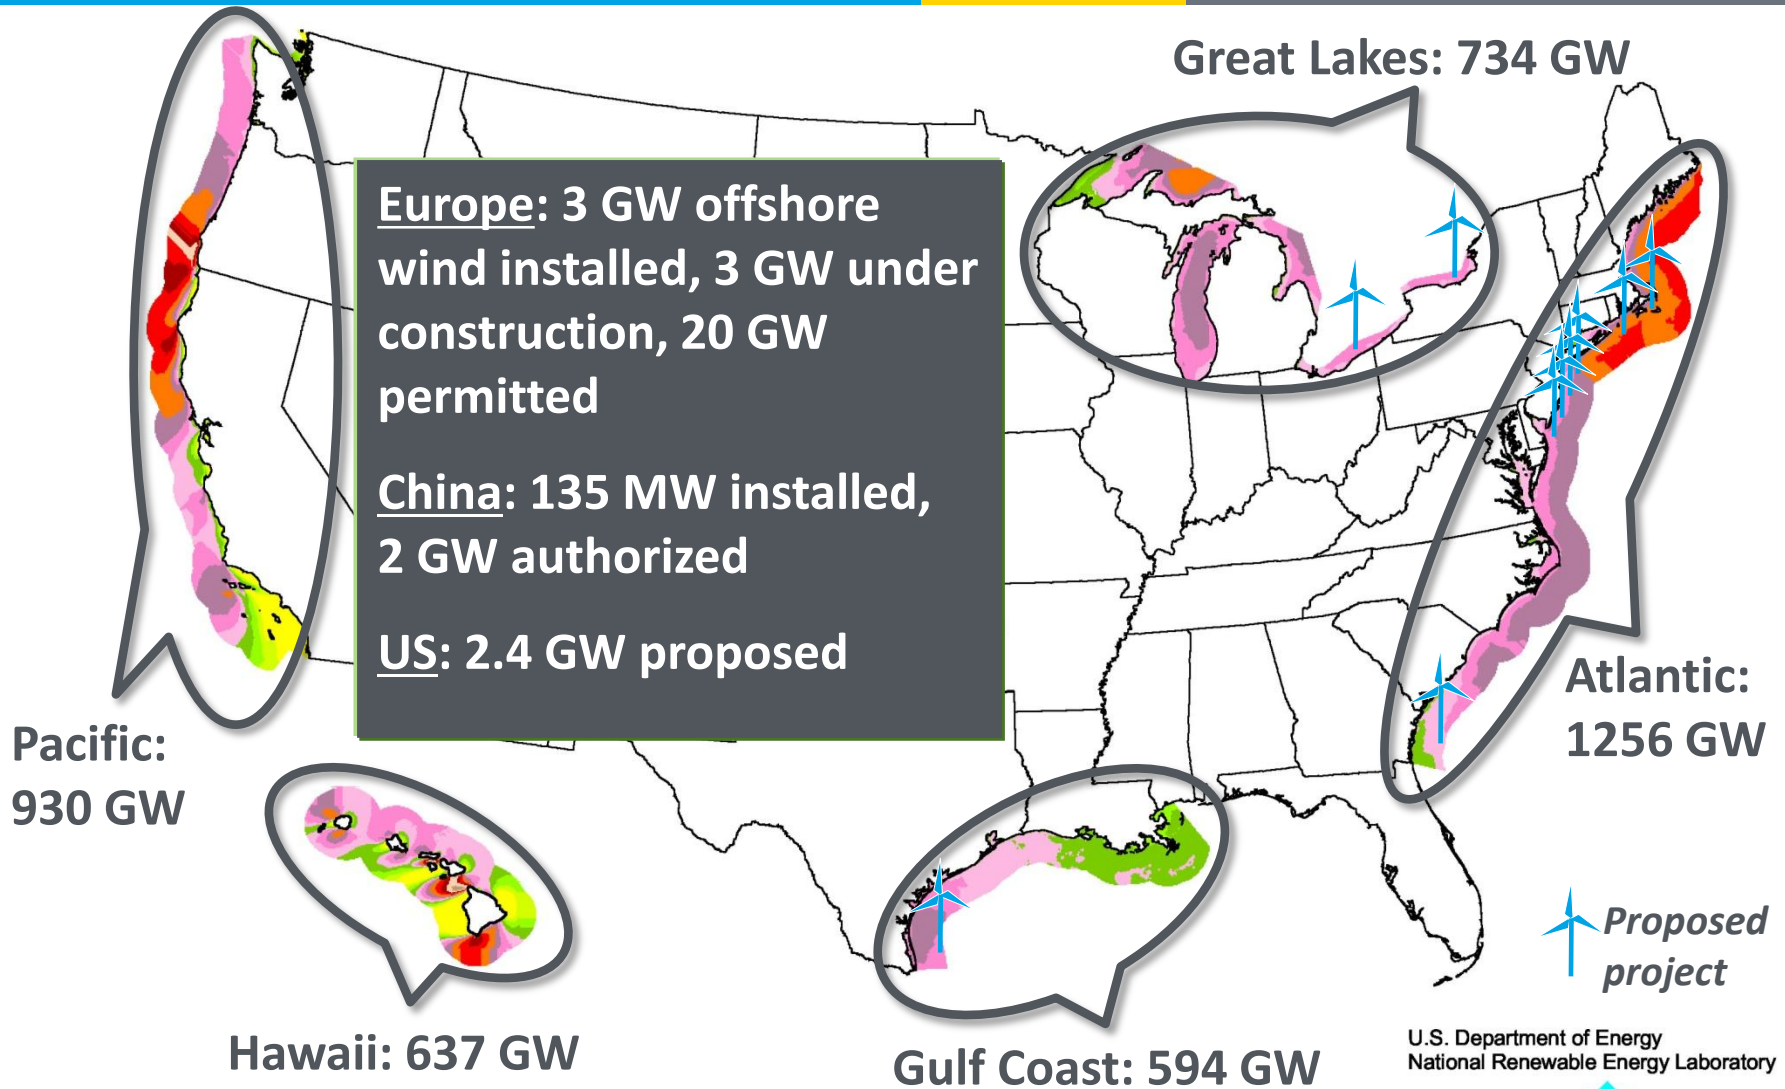 Great Lakes: 734 GW
Europe: 3 GW offshore
wind installed, 3 GW under
construction, 20 GW
permitted
China: 135 MW installed,
2 GW authorized
US: 2.4 GW proposed
Atlantic:
1256 GW
Pacific:
930 GW
Proposed
project
Hawaii: 637 GW
Gulf Coast: 594 GW
U.S. Department of Energy
National Renewable Energy Laboratory